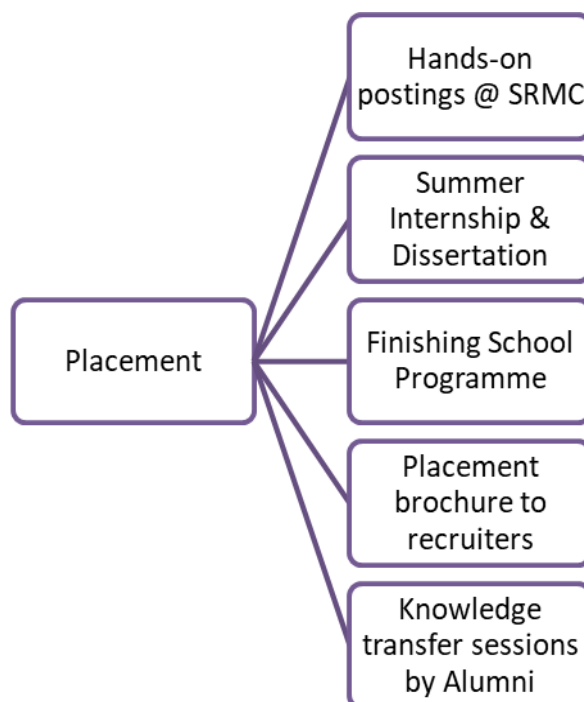 Hands-on
postings @ SRMC
Summer
Internship &
Dissertation
Placement
Finishing School
Programme
Placement
brochure to
recruiters
Knowledge
transfer sessions
by Alumni